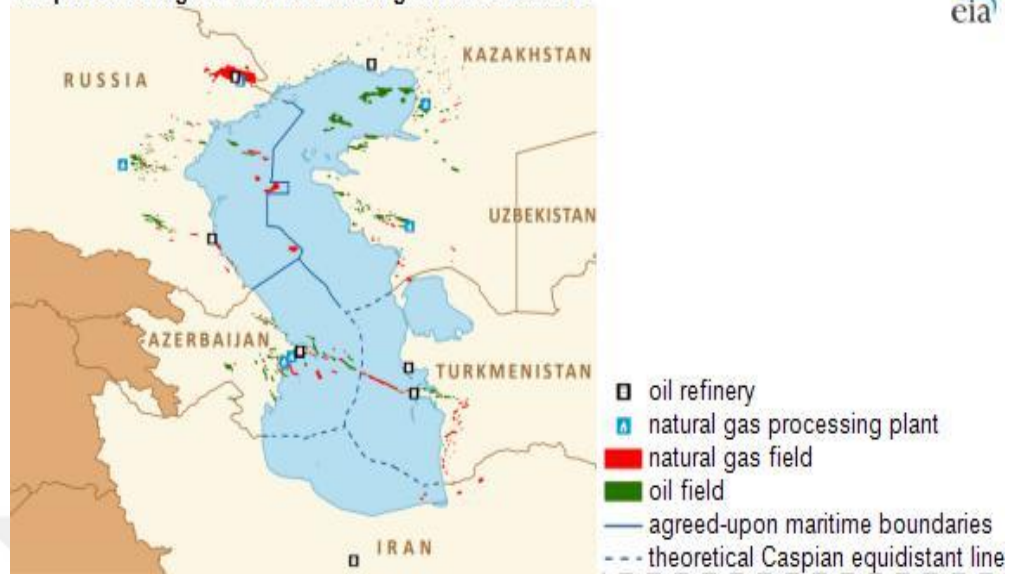 eia
KAZAKHSTAN
RUSSIA
UZBEKISTAN
AZERBAIJAN
TURKMENISTAN
IRAN
oil refinery
natural gas processing plant
natural gas field
oil field
agreed-upon maritime boundaries
theoretical Caspian equidistant line